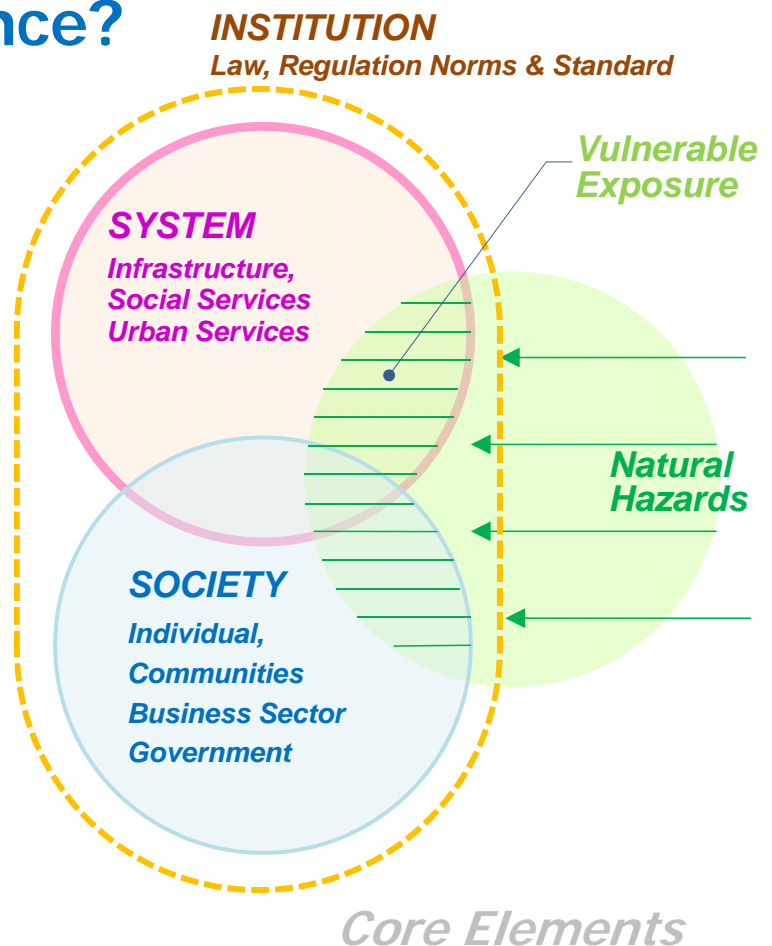 nce?
INSTITUTION
Law, Regulation Norms & Standard
Vulnerable
Exposure
SYSTEM
Infrastructure,
Social Services
Urban Services
Natural
Hazards
SOCIETY
Individual,
Communities
Business Sector
Government
Core Elements